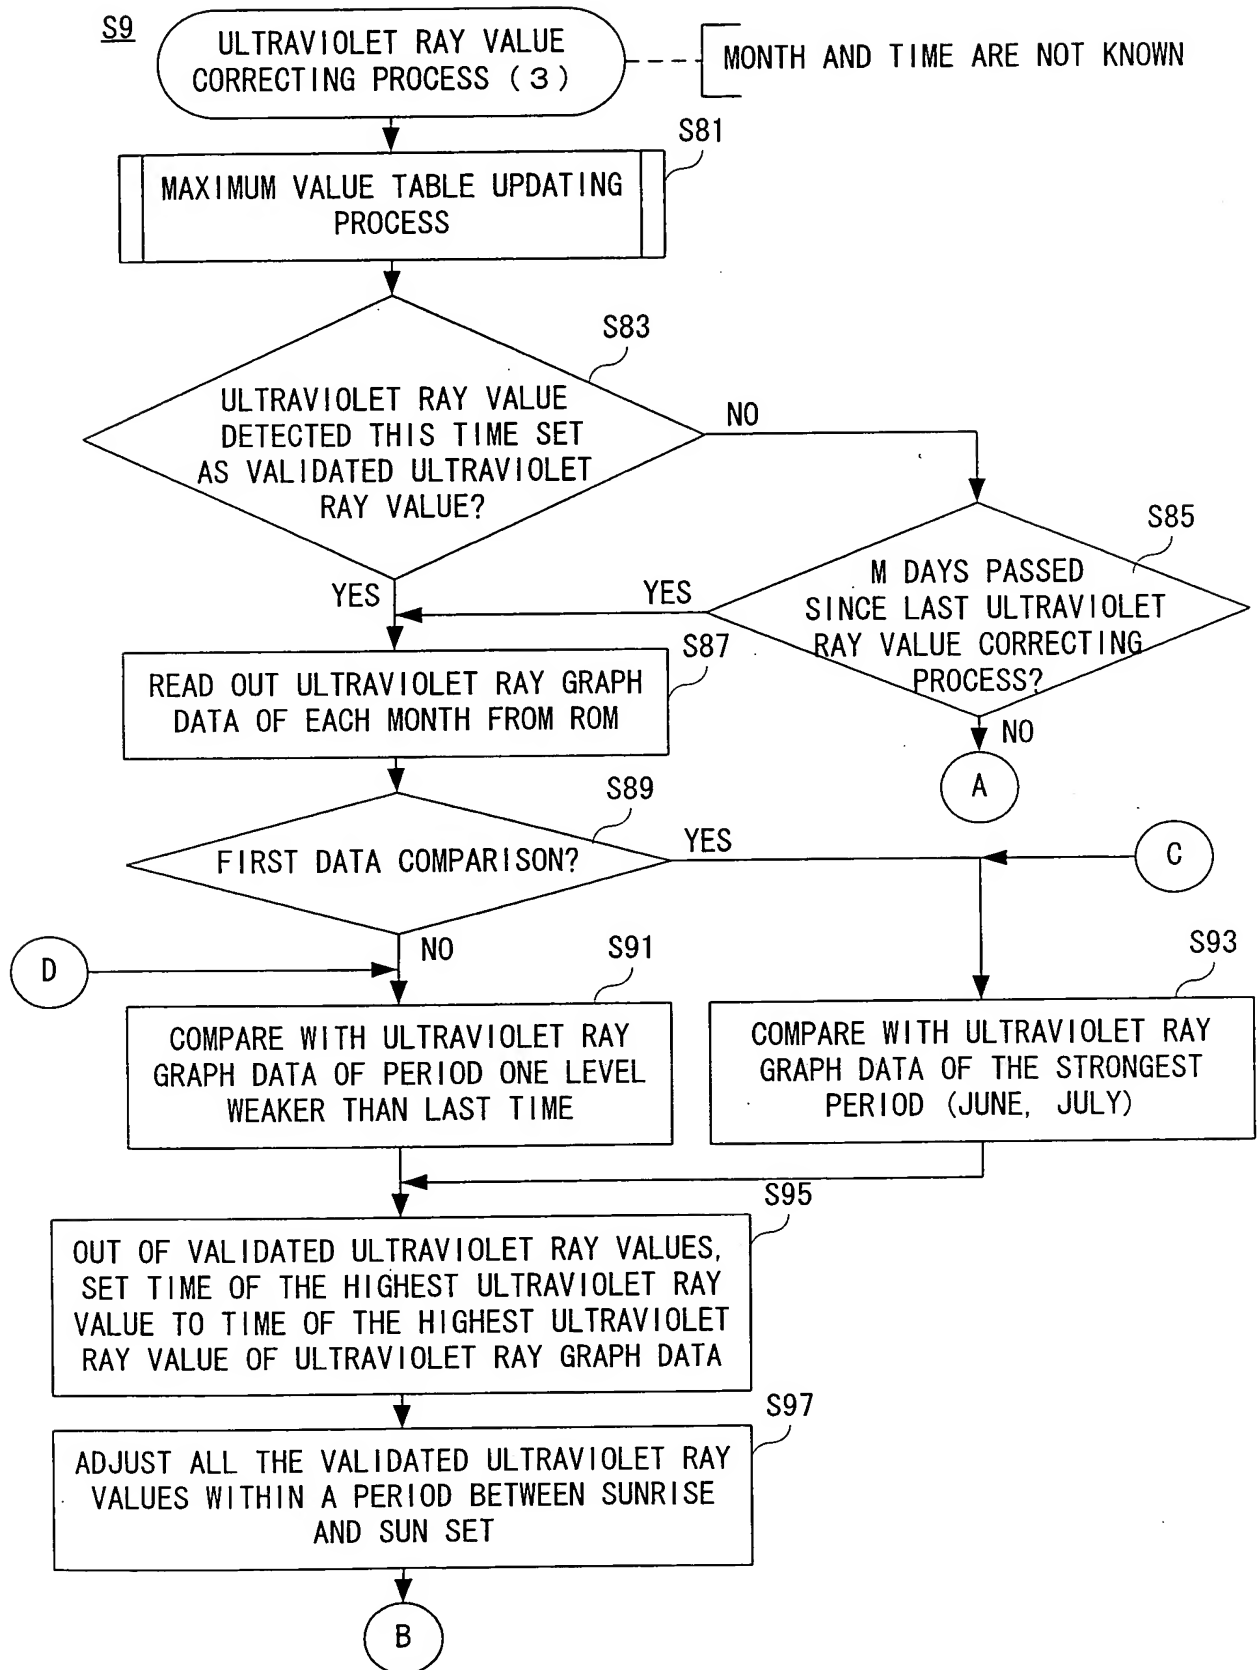 S9
ULTRAVIOLET RAY VALUE
CORRECTING PROCESS (3)
MONTH AND TIME ARE NOT KNOWN
S81
MAXIMUM VALUE TABLE UPDATING
PROCESS
S83
ULTRAVIOLET RAY VALUE
DETECTED THIS TIME SET
AS VALIDATED ULTRAVIOLET
RAY VALUE?
NO
YES
S85
M DAYS PASSED
SINCE LAST ULTRAVIOLET
RAY VALUE CORRECTING
PROCESS?
YES
NO
A
S87
READ OUT ULTRAVIOLET RAY GRAPH
DATA OF EACH MONTH FROM ROM
S89
FIRST DATA COMPARISON?
YES
C
NO
D
S91
COMPARE WITH ULTRAVIOLET RAY
GRAPH DATA OF PERIOD ONE LEVEL
WEAKER THAN LAST TIME
S93
COMPARE WITH ULTRAVIOLET RAY
GRAPH DATA OF THE STRONGEST
PERIOD (JUNE, JULY)
S95
OUT OF VALIDATED ULTRAVIOLET RAY VALUES,
SET TIME OF THE HIGHEST ULTRAVIOLET RAY
VALUE TO TIME OF THE HIGHEST ULTRAVIOLET
RAY VALUE OF ULTRAVIOLET RAY GRAPH DATA
S97
ADJUST ALL THE VALIDATED ULTRAVIOLET RAY
VALUES WITHIN A PERIOD BETWEEN SUNRISE
AND SUN SET
B